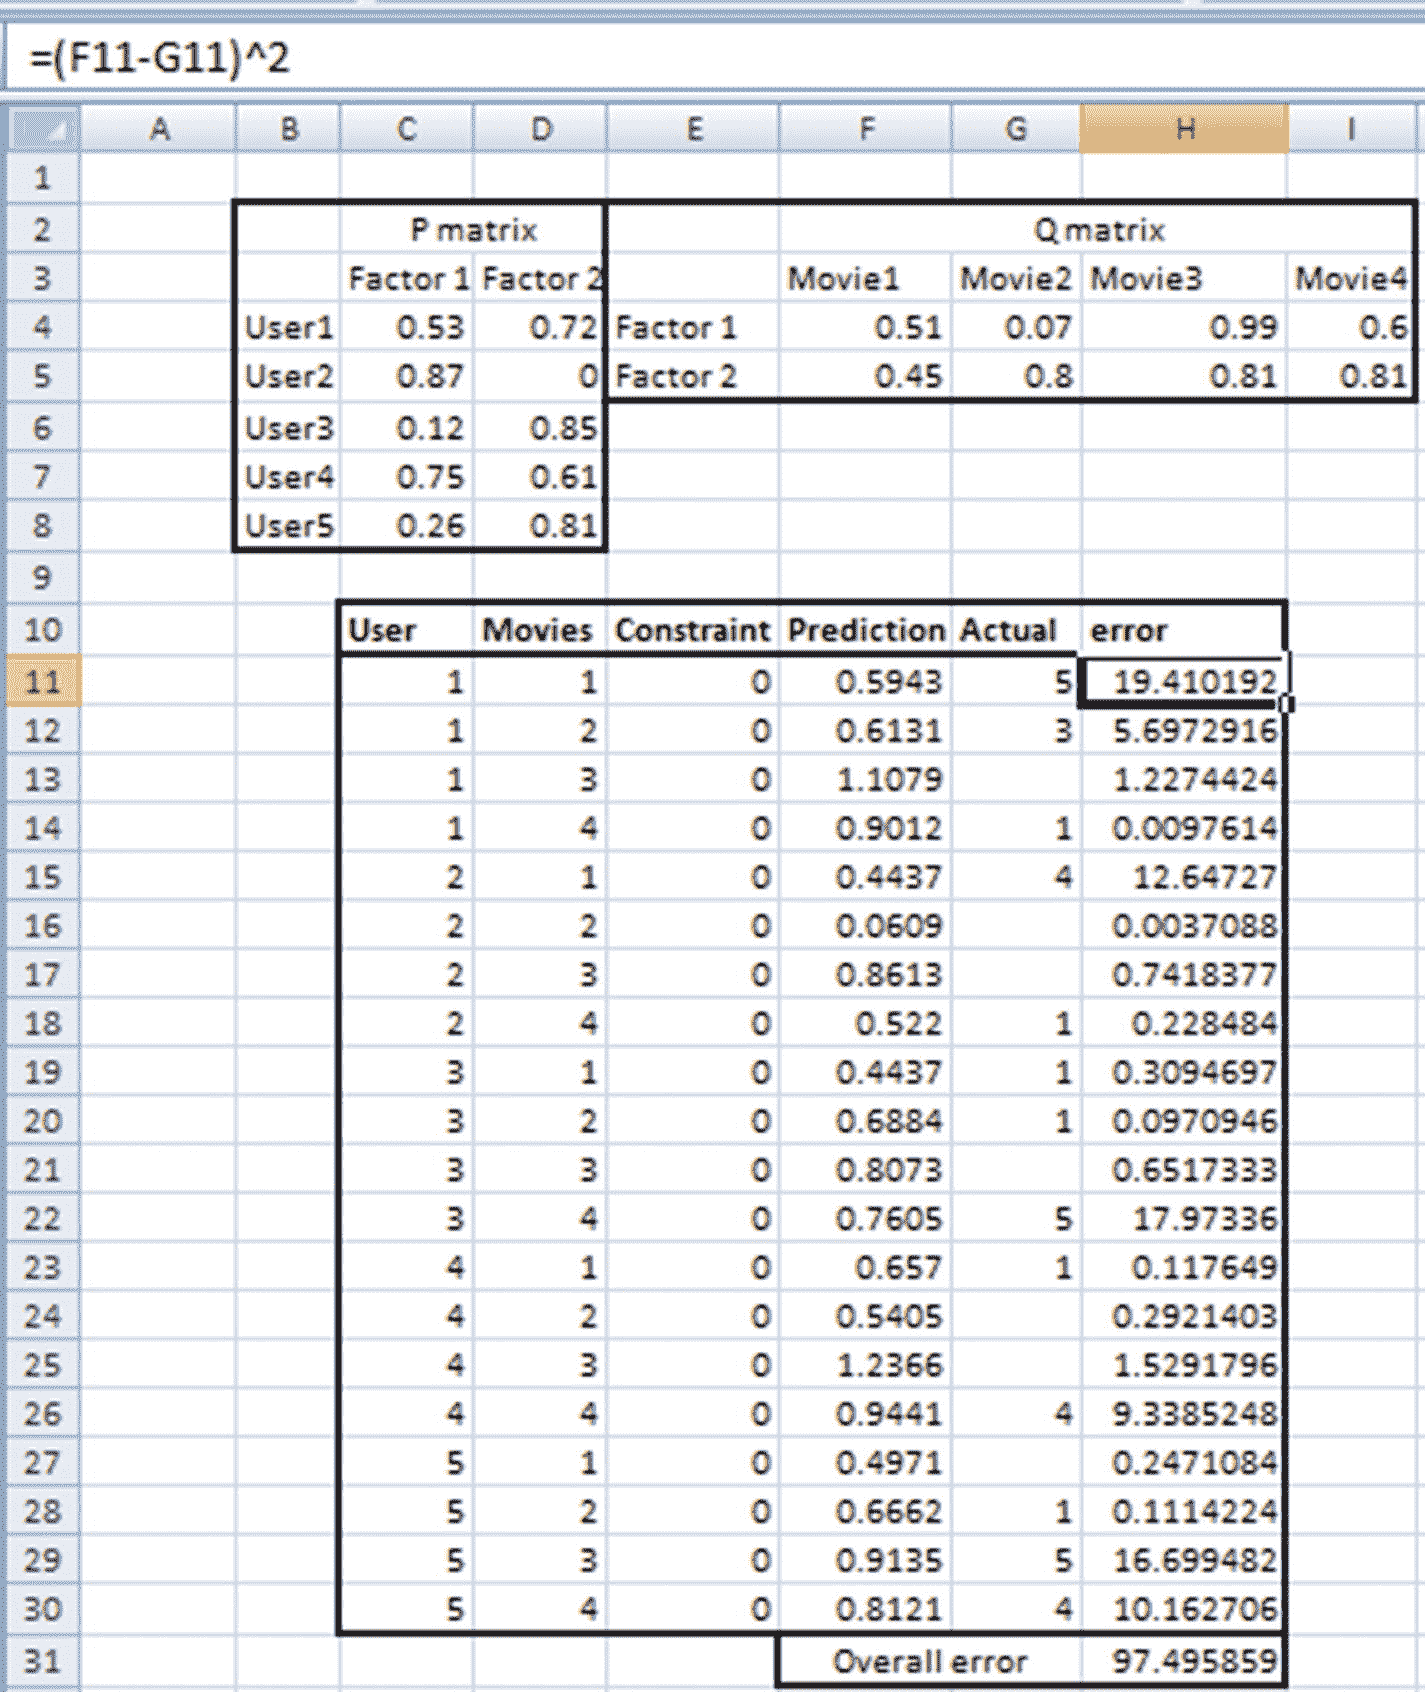 =(F11-G11)^2
A B C D E F G H I
1
2 P matrix Q matrix
3 Factor 1 Factor 2 Movie1 Movie2 Movie3 Movie4
4 User1 0.53 0.72 Factor 1 0.51 0.07 0.99 0.6
5 User2 0.87 0 Factor 2 0.45 0.8 0.81 0.81
6 User3 0.12 0.85
7 User4 0.75 0.61
8 User5 0.26 0.81
9
10 User Movies Constraint Prediction Actual error
11 1 1 0 0.5943 5 19.410192
12 1 2 0 0.6131 3 5.6972916
13 1 3 0 1.1079 1.2274424
14 1 4 0 0.9012 1 0.0097614
15 2 1 0 0.4437 4 12.64727
16 2 2 0 0.0609 0.0037088
17 2 3 0 0.8613 0.7418377
18 2 4 0 0.522 1 0.228484
19 3 1 0 0.4437 1 0.3094697
20 3 2 0 0.6884 1 0.0970946
21 3 3 0 0.8073 0.6517333
22 3 4 0 0.7605 5 17.97336
23 4 1 0 0.657 1 0.117649
24 4 2 0 0.5405 0.2921403
25 4 3 0 1.2366 1.5291796
26 4 4 0 0.9441 4 9.3385248
27 5 1 0 0.4971 0.2471084
28 5 2 0 0.6662 1 0.1114224
29 5 3 0 0.9135 5 16.699482
30 5 4 0 0.8121 4 10.162706
31 Overall error 97.495859